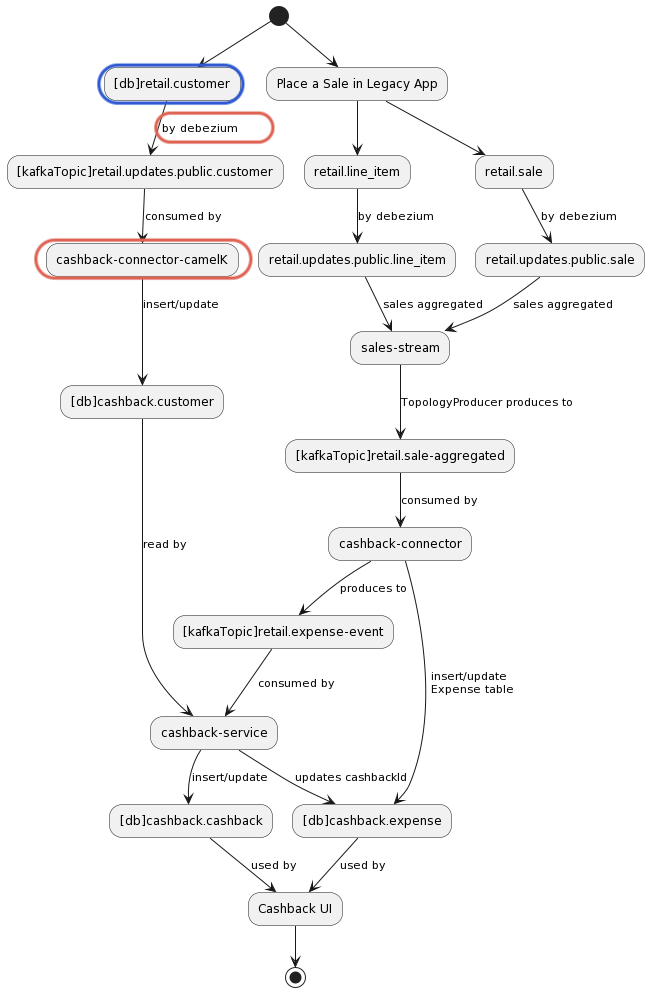 [db]retail.customer
Place a Sale in Legacy App
by debezium
[kafkaTopic]retail.updates.public.customer
retail.line_item
retail.sale
consumed by
by debezium
by debezium
cashback-connector-camelK
retail.updates.public.line_item
retail.updates.public.sale
insert/update
sales aggregated
sales aggregated
sales-stream
[db]cashback.customer
TopologyProducer produces to
[kafkaTopic]retail.sale-aggregated
consumed by
read by
cashback-connector
produces to
[kafkaTopic]retail.expense-event
consumed by
insert/update
Expense table
cashback-service
insert/update
updates cashbackId
[db]cashback.cashback
[db]cashback.expense
used by
used by
Cashback UI